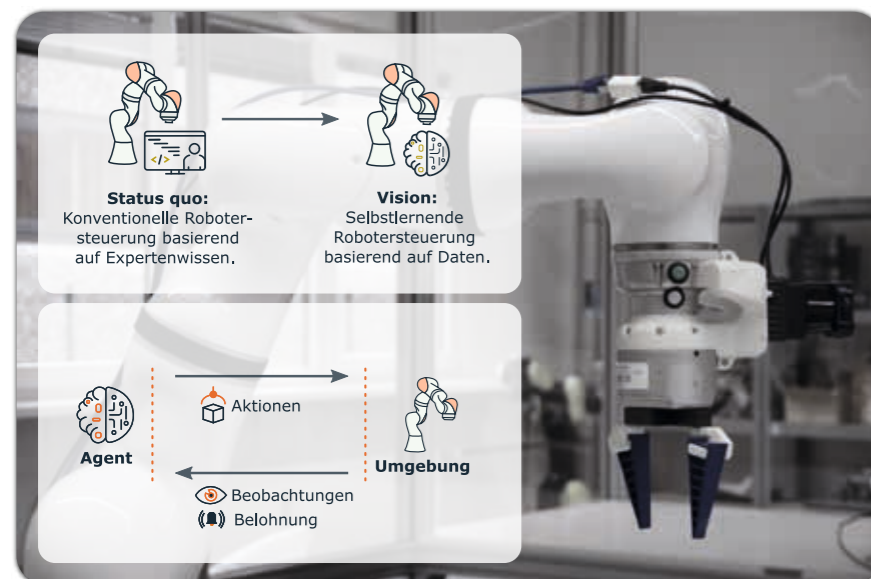 </>
Status quo:
Konventionelle Roboter-
steuerung basierend
auf Expertenwissen.
Vision:
Selbstlernende
Robotersteuerung
basierend auf Daten.
Aktionen
Agent
Umgebung
Beobachtungen
Belohnung